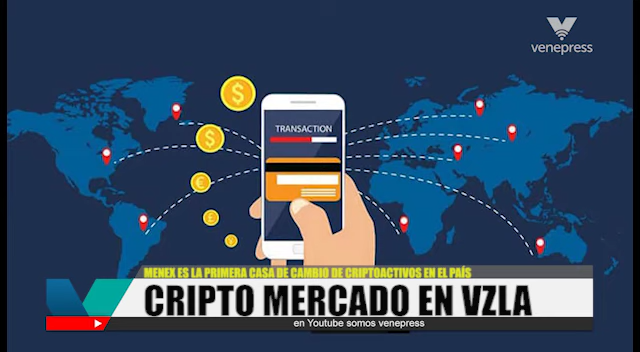 venepress
TRANSACTION
MENEX ES LA PRIMERA CASA DE CAMBIO DE CRIPTOACTIVOS EN EL PAÍS
CRIPTO MERCADO EN VZLA
en Youtube somos venepress